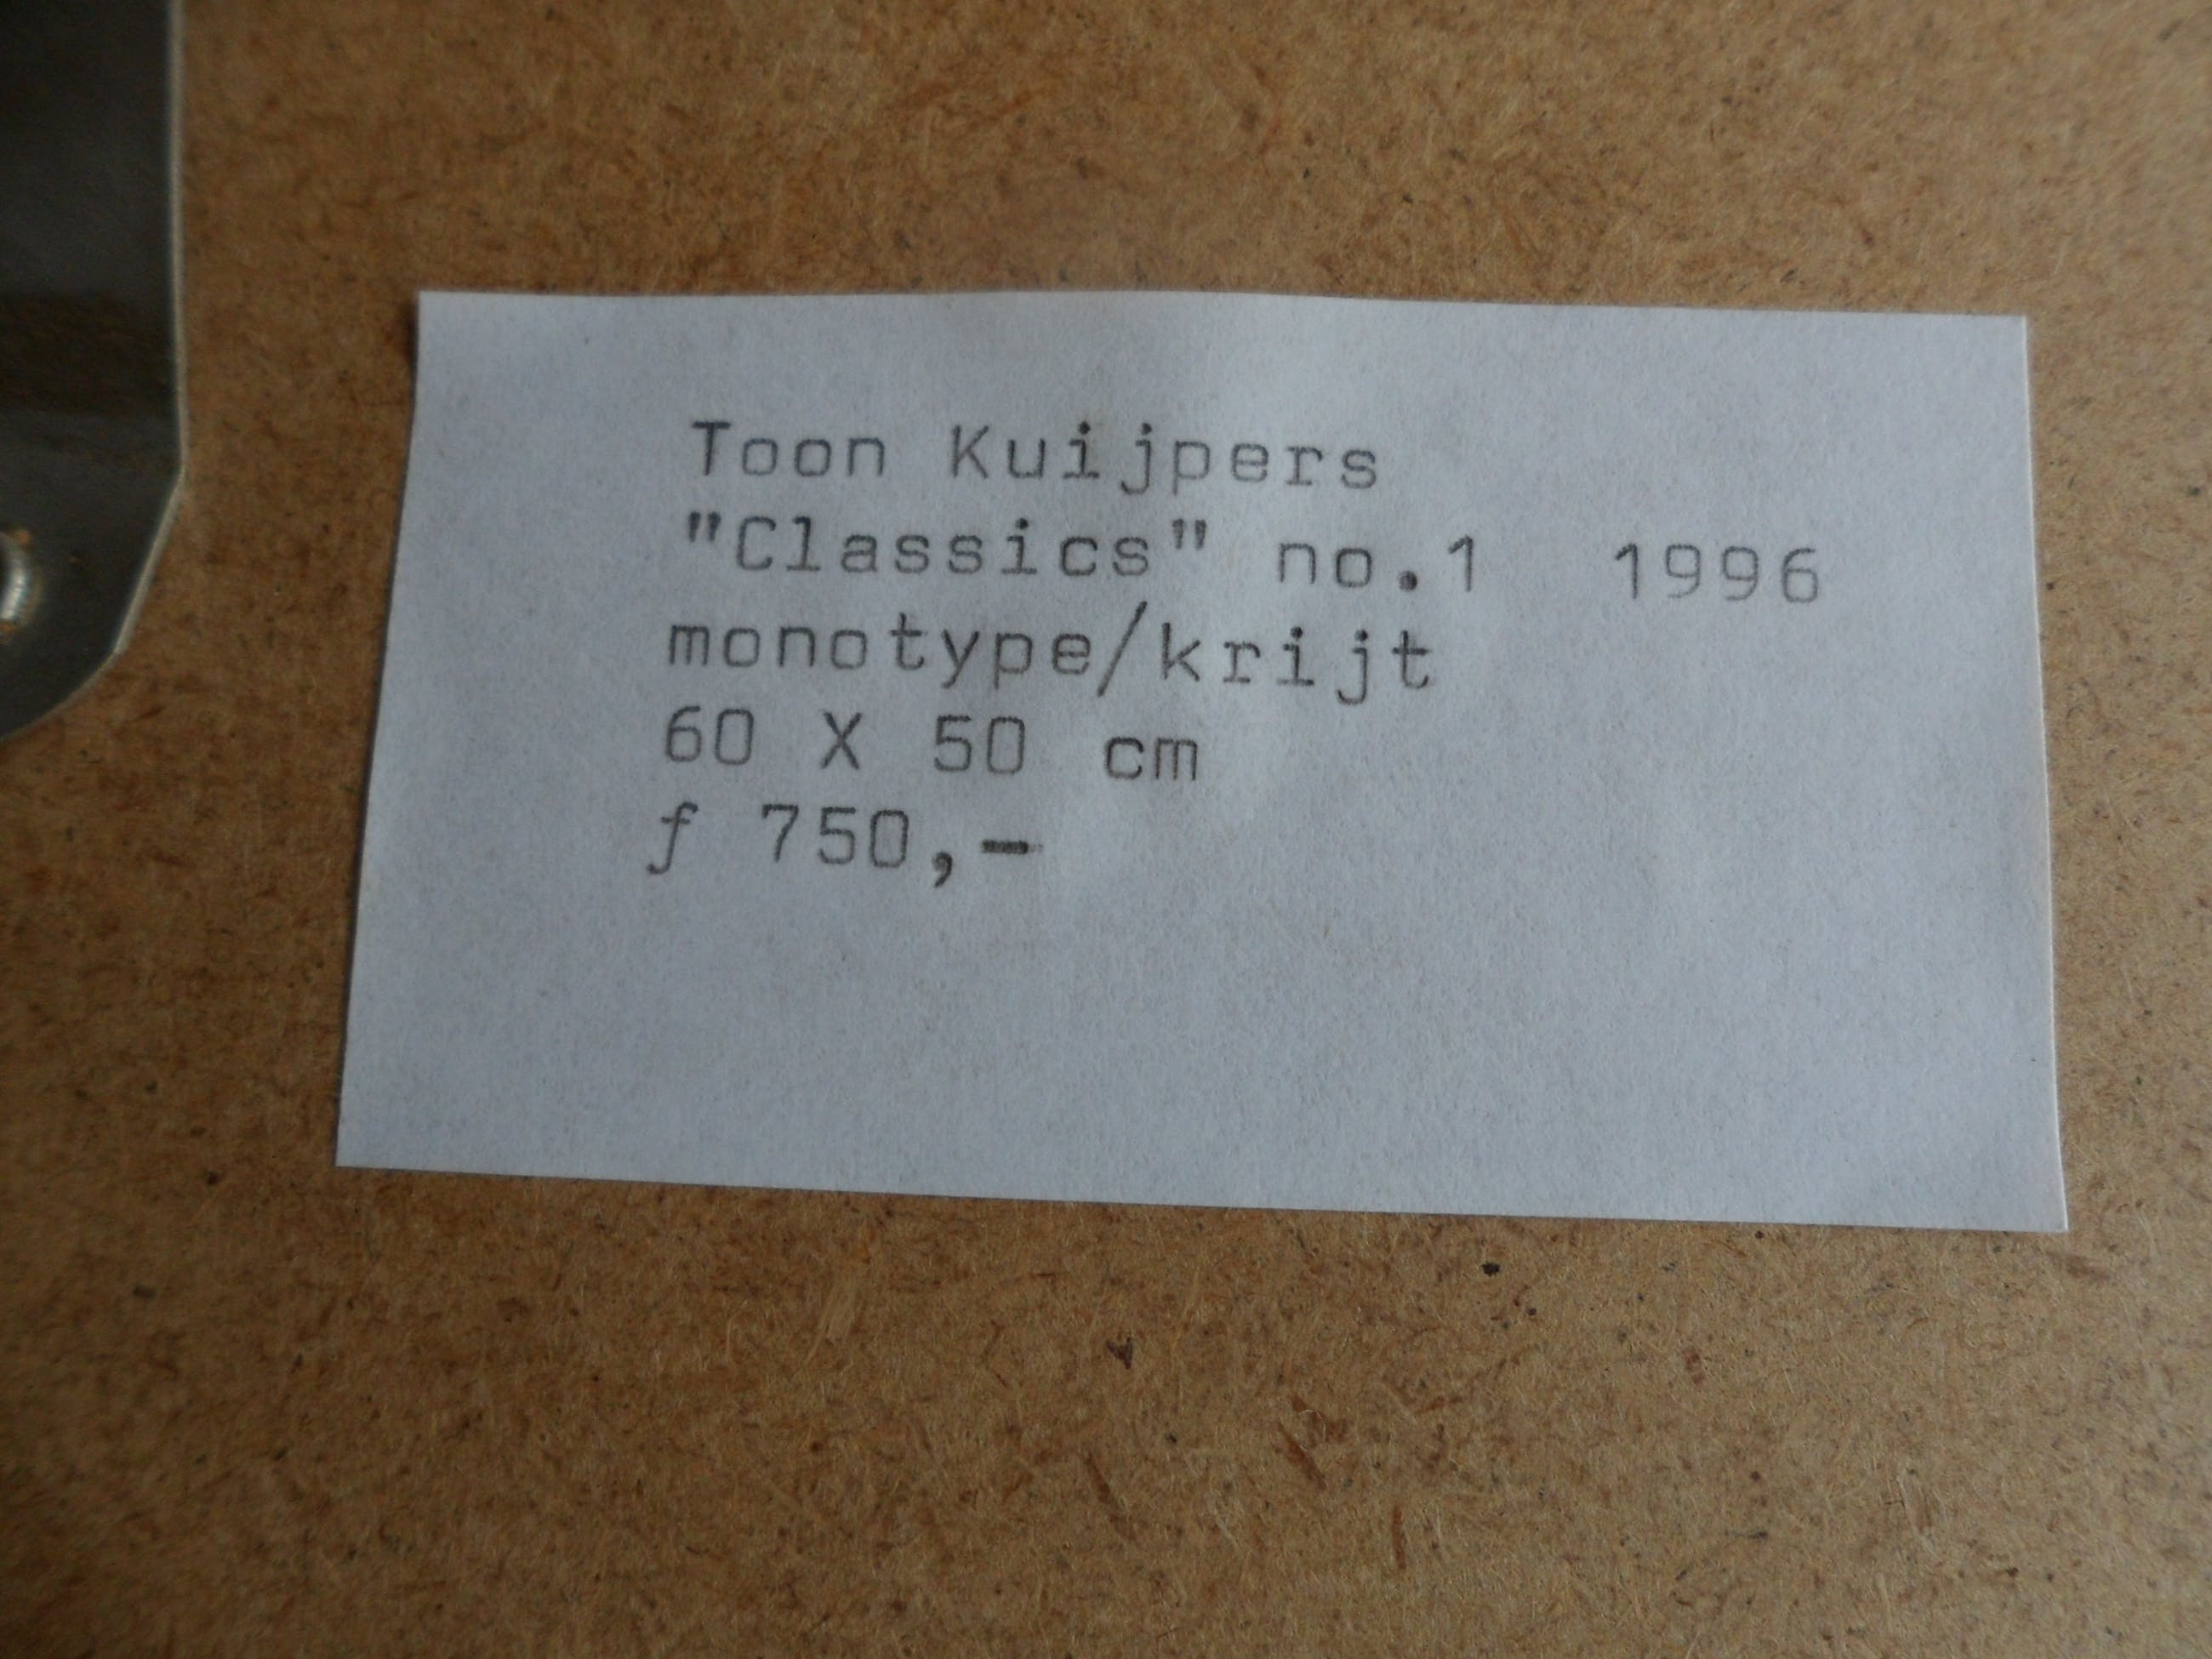 Toon Kuijpers
"Classics" no.1 1996
monotype/krijt
60 X 50 cm
ƒ 750,-